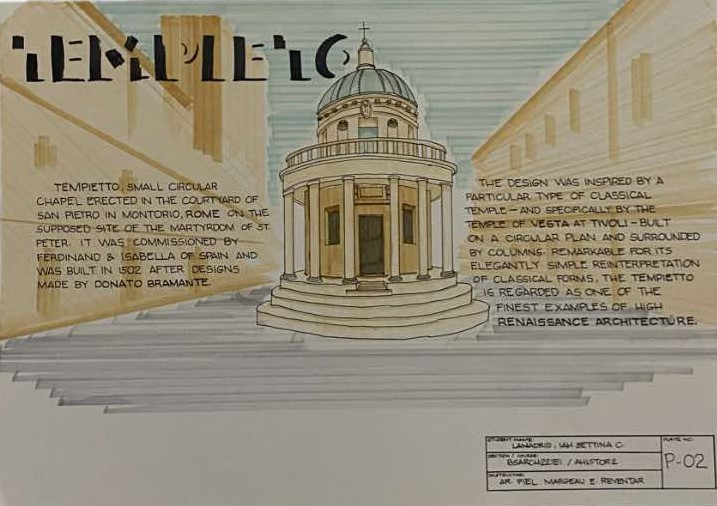 TEMPIETO
TEMPIETTO, SMALL CIRCULAR
CHAPEL ERECTED IN THE COURTYARD OF
SAN PIETRO IN MONTORIO, ROME ON THE
SUPPOSED SITE OF THE MARTYRDOM OF ST.
PETER. IT WAS COMMISSIONED BY
FERDINAND & ISABELLA OF SPAIN AND
WAS BUILT IN 1502 AFTER DESIGNS
MADE BY DONATO BRAMANTE.
THE DESIGN WAS INSPIRED BY A
PARTICULAR TYPE OF CLASSICAL
TEMPLE - AND SPECIFICALLY BY THE
TEMPLE OF VESTA AT TIVOLI - BUILT
ON A CIRCULAR PLAN AND SURROUNDED
BY COLUMNS. REMARKABLE FOR ITS
ELEGANTLY SIMPLE REINTERPRETATION
OF CLASSICAL FORMS, THE TEMPIETO
IS REGARDED AS ONE OF THE
FINEST EXAMPLES OF HIGH
RENAISSANCE ARCHITECTURE.
STUDENT NAME:
LAMADRID, IAH BETTINA C.
SECTION / COURSE:
/ AHISTOR2
INSTRUCTOR:
AR. PIEL MARGEAU E. REVENTAR
PLATE NO.
P-02